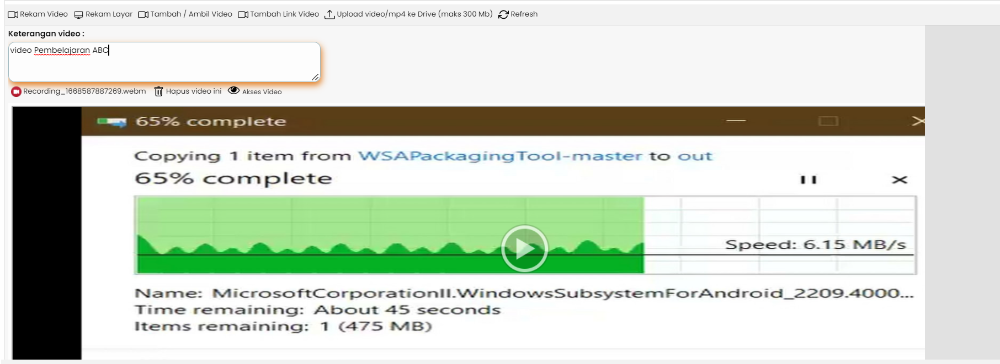 Rekam Video Rekam Layar Tambah / Ambil Video Tambah Link Video Upload video/mp4 ke Drive (maks 300 Mb) Refresh
Keterangan video :
video Pembelajaran ABC
Recording_1668587887269.webm Hapus video ini Akses Video
65% complete
Copying 1 item from WSAPackagingTool-master to out
65% complete
Speed: 6.15 MB/s
Name: MicrosoftCorporationII.WindowsSubsystemForAndroid_2209.4000...
Time remaining: About 45 seconds
Items remaining: 1 (475 MB)